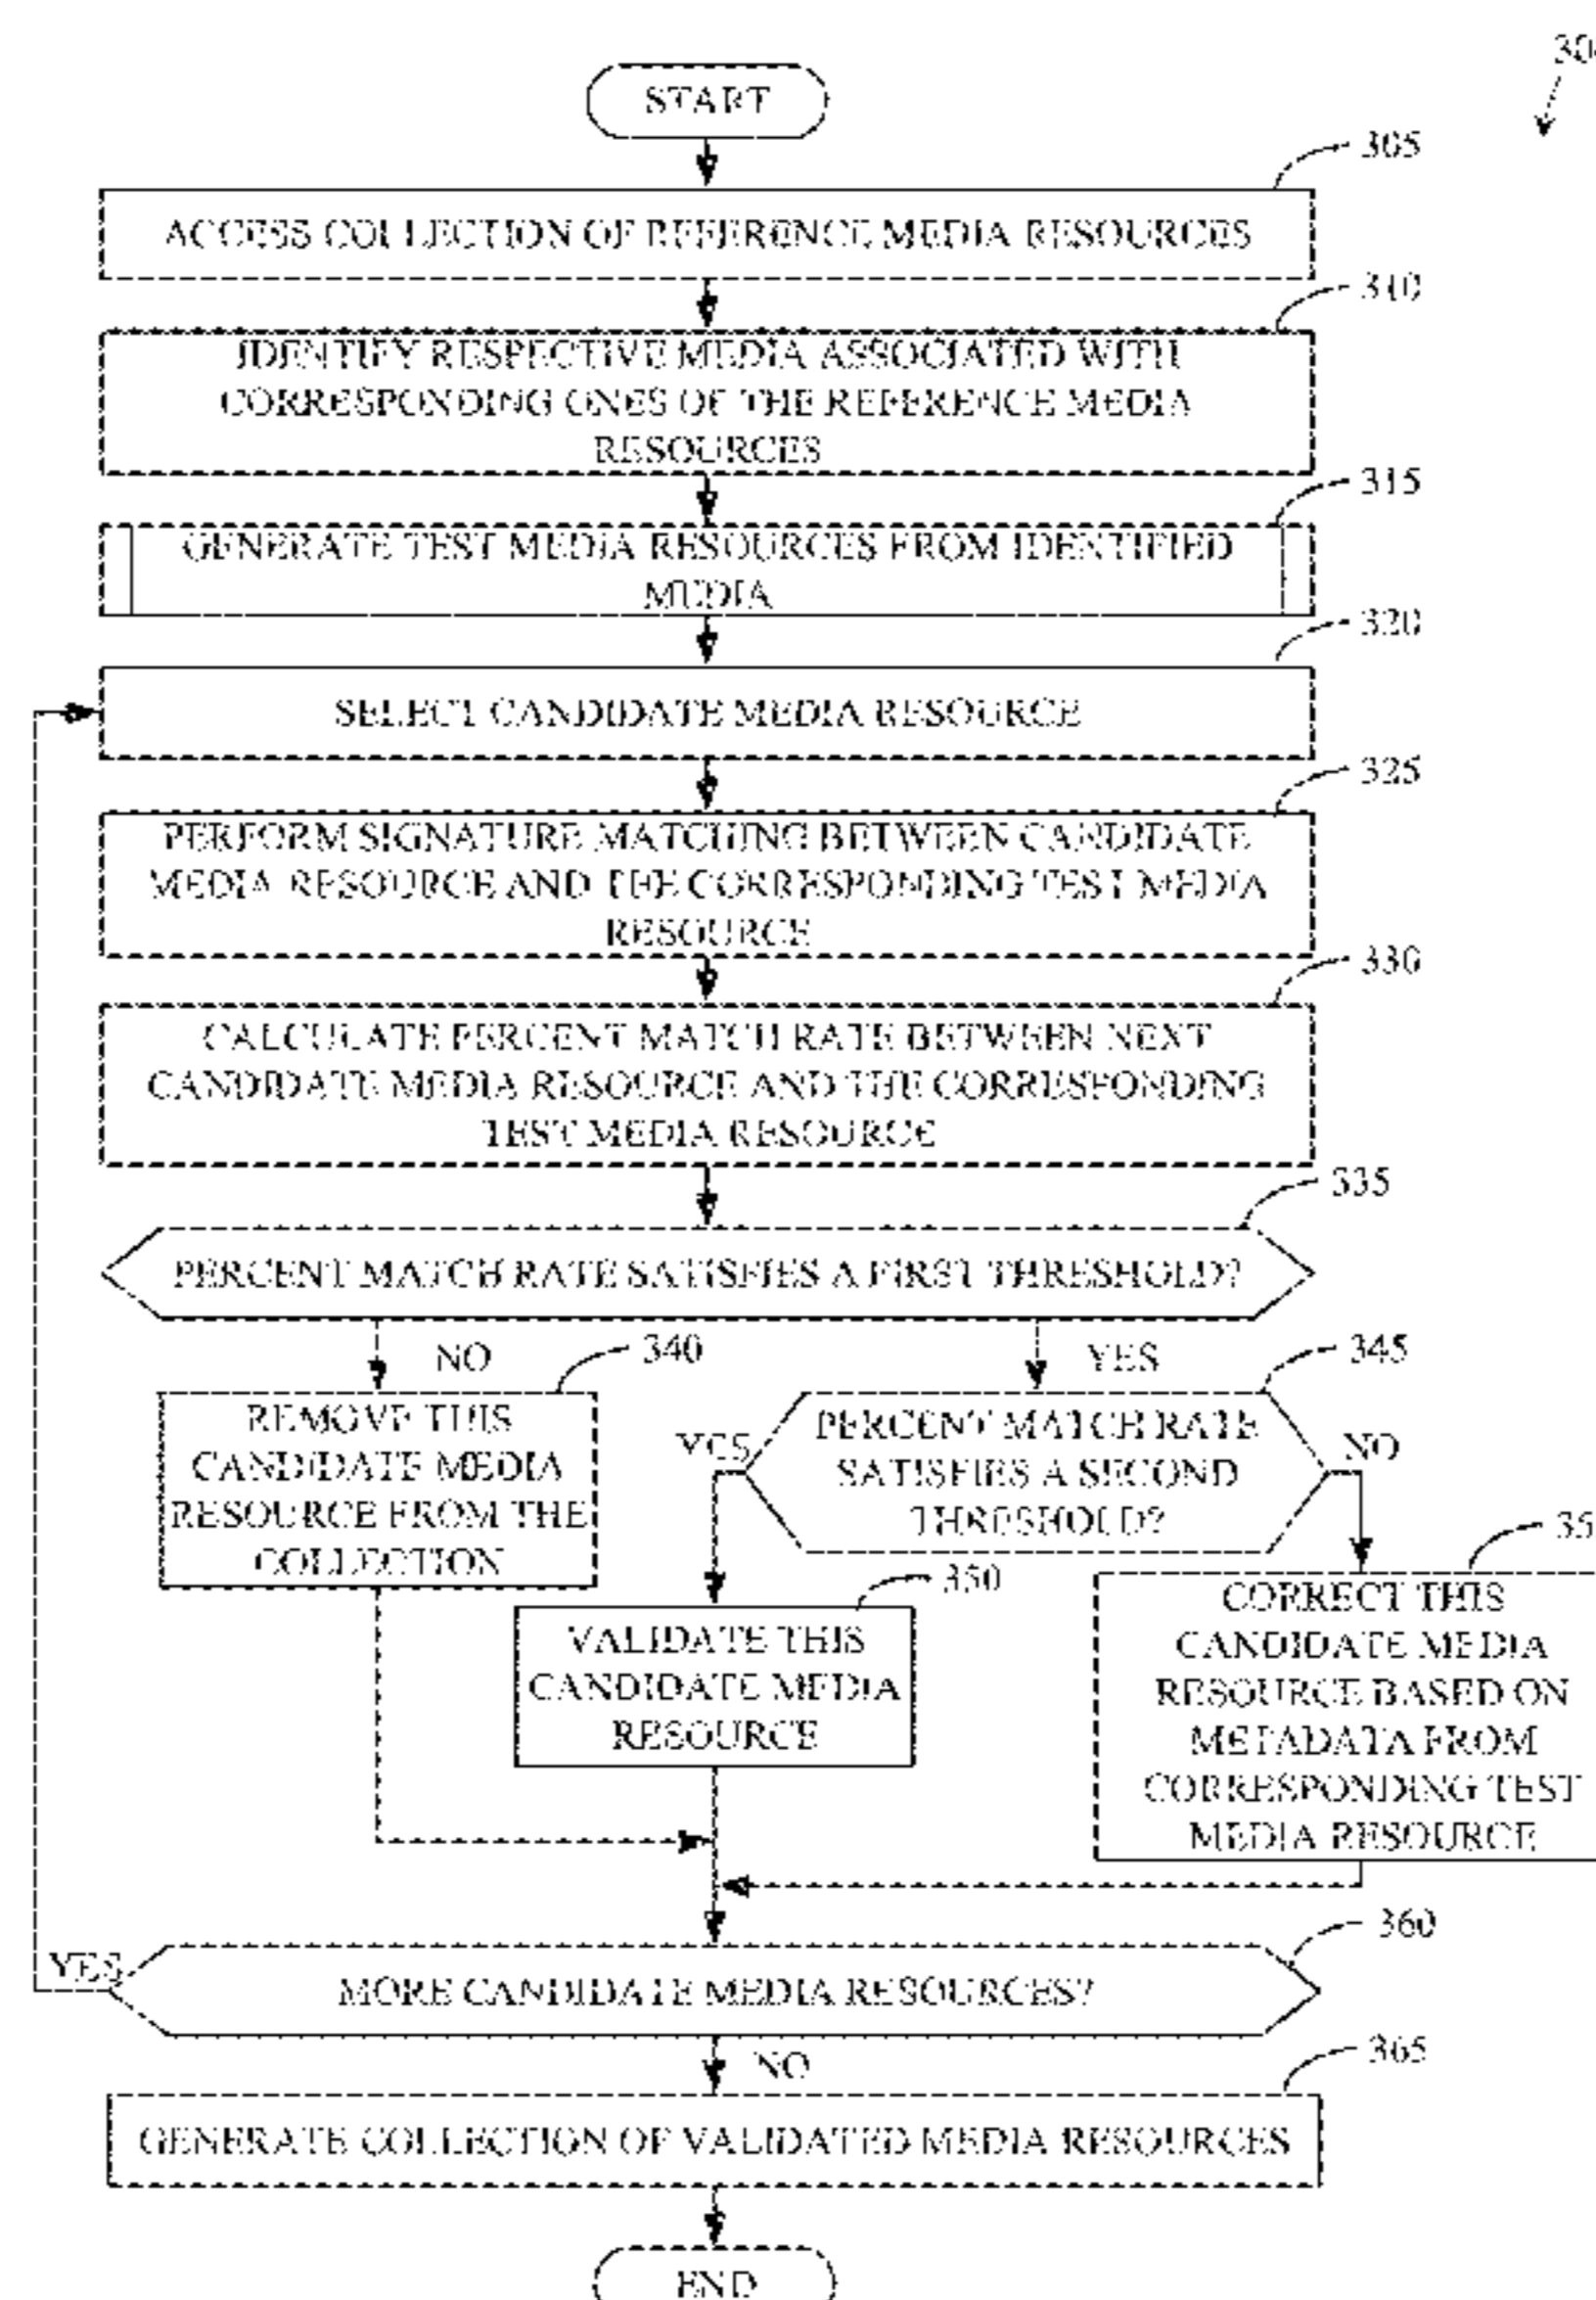 START
305
ACCESS COLLECTION OF REFERENCE MEDIA RESOURCES
310
IDENTIFY RESPECTIVE MEDIA ASSOCIATED WITH
CORRESPONDING ONES OF THE REFERENCE MEDIA
RESOURCES
315
GENERATE TEST MEDIA RESOURCES FROM IDENTIFIED
MEDIA
320
SELECT CANDIDATE MEDIA RESOURCE
325
PERFORM SIGNATURE MATCHING BETWEEN CANDIDATE
MEDIA RESOURCE AND THE CORRESPONDING TEST MEDIA
RESOURCE
330
CALCULATE PERCENT MATCH RATE BETWEEN NEXT
CANDIDATE MEDIA RESOURCE AND THE CORRESPONDING
TEST MEDIA RESOURCE
335
PERCENT MATCH RATE SATISFIES A FIRST THRESHOLD?
NO
340
YES
345
REMOVE THIS
CANDIDATE MEDIA
RESOURCE FROM THE
COLLECTION
YES
PERCENT MATCH RATE
SATISFIES A SECOND
THRESHOLD?
NO
350
VALIDATE THIS
CANDIDATE MEDIA
RESOURCE
CORRECT THIS
CANDIDATE MEDIA
RESOURCE BASED ON
METADATA FROM
CORRESPONDING TEST
MEDIA RESOURCE
360
YES
MORE CANDIDATE MEDIA RESOURCES?
NO
365
GENERATE COLLECTION OF VALIDATED MEDIA RESOURCES
END